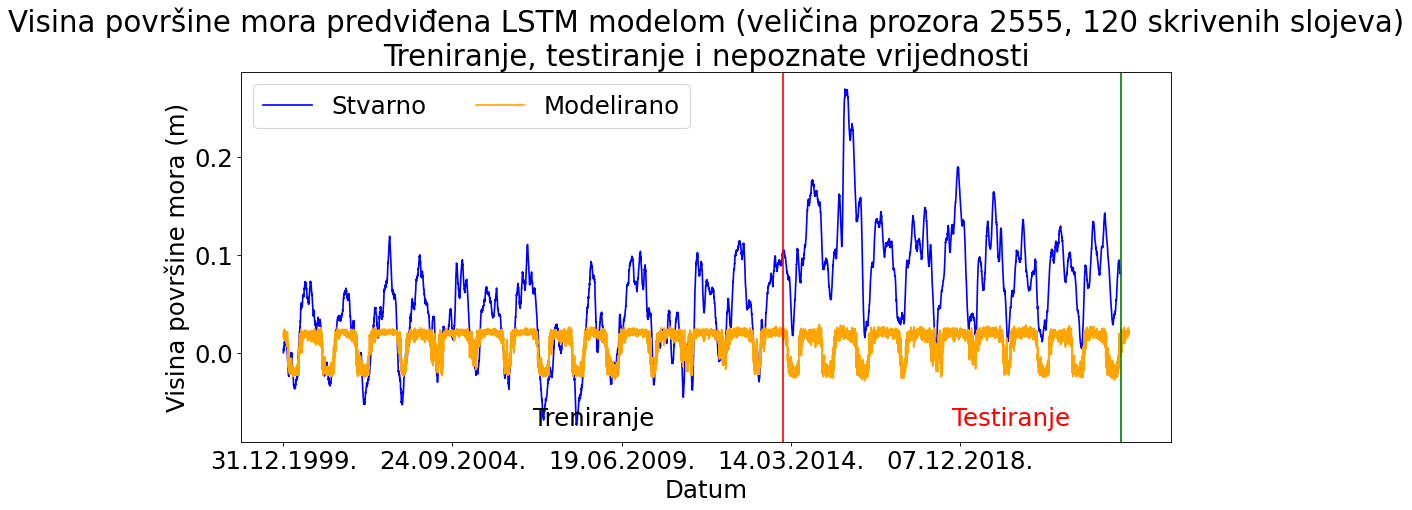 Visina površine mora predviđena LSTM modelom (veličina prozora 2555, 120 skrivenih slojeva)
Treniranje, testiranje i nepoznate vrijednosti
Stvarno Modelirano
Visina površine mora (m)
0.2
0.1
0.0
Treniranje Testiranje
31.12.1999. 24.09.2004. 19.06.2009. 14.03.2014. 07.12.2018.
Datum